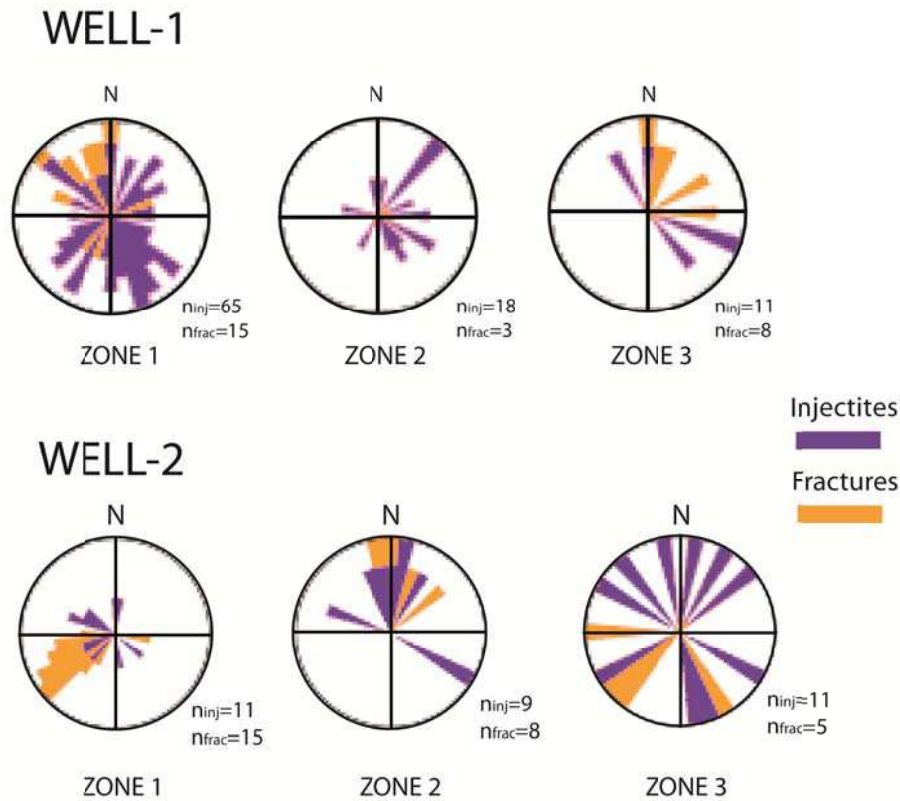 WELL-1
N
N
N
ninj=65
nfrac=15
ninj=18
nfrac=3
ninj=11
nfrac=8
ZONE 1
ZONE 2
ZONE 3
Injectites
Fractures
WELL-2
N
N
N
ninj=11
nfrac=15
ninj=9
nfrac=8
ninj=11
nfrac=5
ZONE 1
ZONE 2
ZONE 3